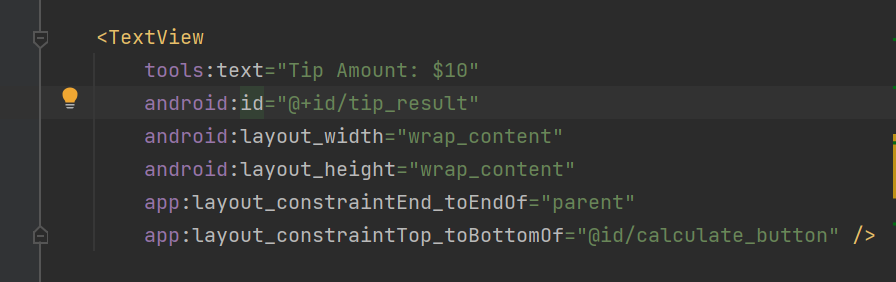 <TextView
tools:text="Tip Amount: $10"
android:id="@+id/tip_result"
android:layout_width="wrap_content"
android:layout_height="wrap_content"
app:layout_constraintEnd_toEndOf="parent"
app:layout_constraintTop_toBottomOf="@id/calculate_button" />